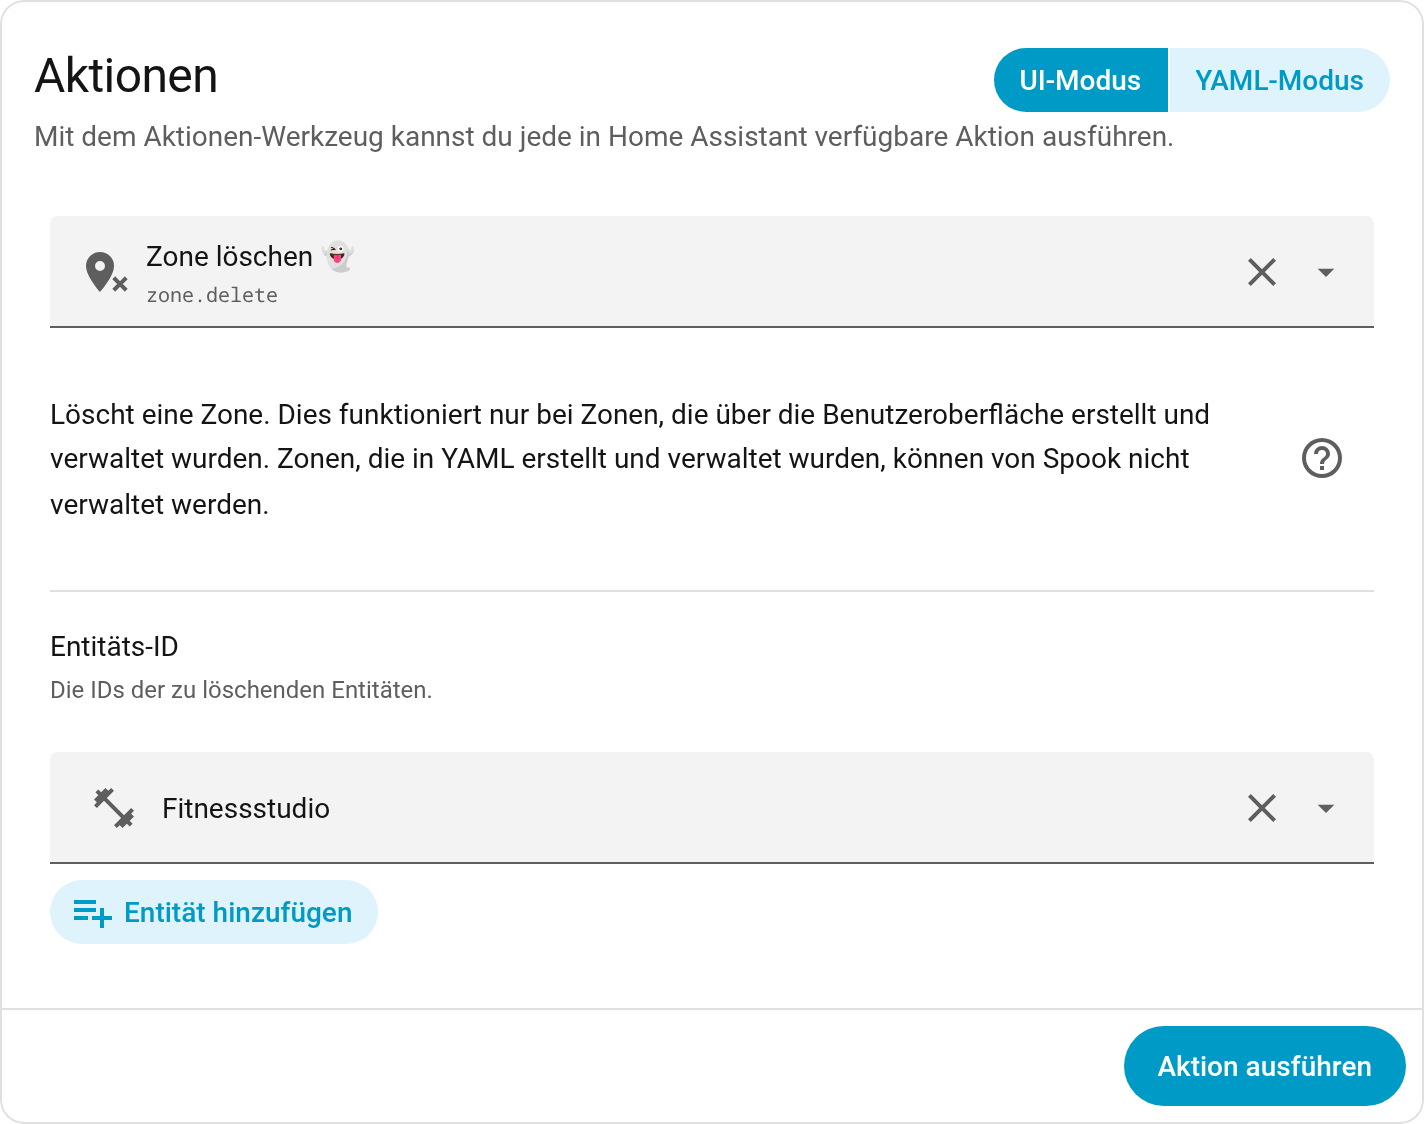 Aktionen
UI-Modus
YAML-Modus
Mit dem Aktionen-Werkzeug kannst du jede in Home Assistant verfügbare Aktion ausführen.
Zone löschen 👻
zone.delete
Löscht eine Zone. Dies funktioniert nur bei Zonen, die über die Benutzeroberfläche erstellt und
verwaltet wurden. Zonen, die in YAML erstellt und verwaltet wurden, können von Spook nicht
verwaltet werden.
Entitäts-ID
Die IDs der zu löschenden Entitäten.
Fitnessstudio
Entität hinzufügen
Aktion ausführen